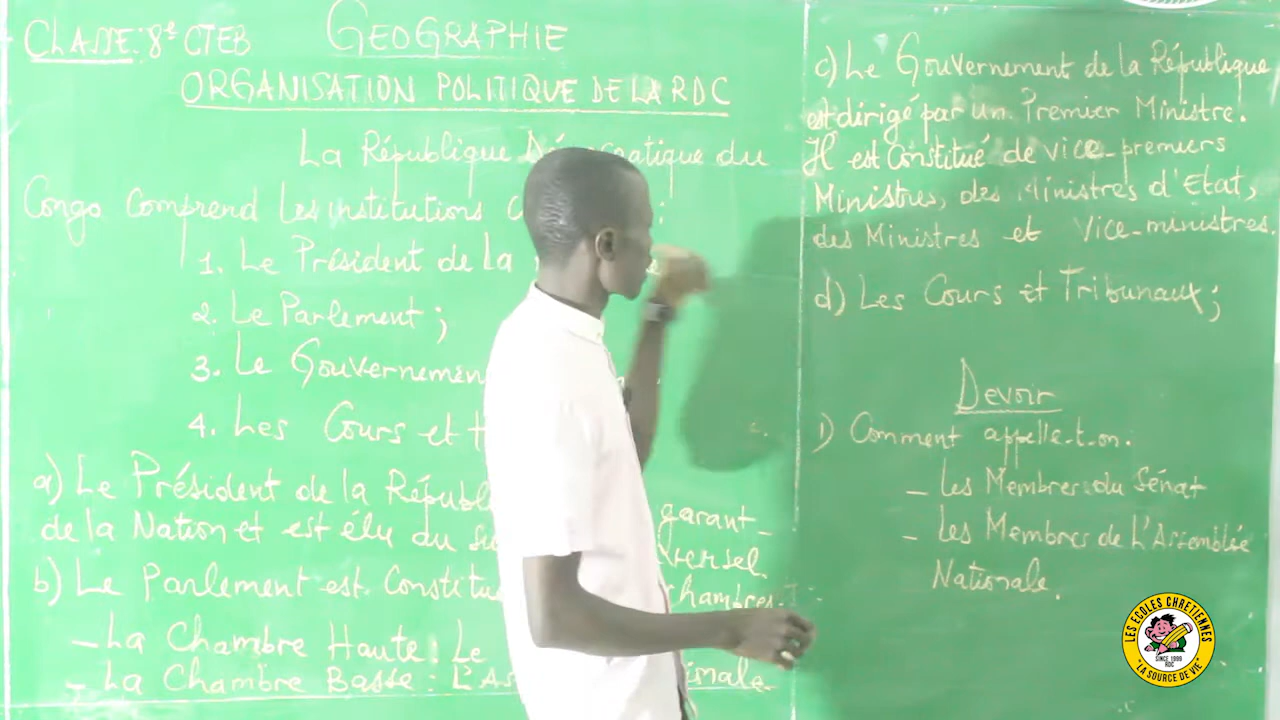 CLASSE: 8e CTEB
GEOGRAPHIE
ORGANISATION POLITIQUE DE LA RDC
La République du
Congo Comprend Les institutions :
1. Le Président de La
2. Le Parlement ;
3. Le Gouvernemen
4. Les Cours et
a) Le Président de la Républ garant
de la Nation et est élu du versel.
b) Le Parlement est Constitu chambres.
- La Chambre Haute : Le
- La Chambre Basse : L'As nale
c) Le Gouvernement de la République
est dirigé par un Premier Ministre.
Il est Constitué de vice-premiers
Ministres, des Ministres d'Etat,
des Ministres et Vice-ministres.
d) Les Cours et Tribunaux ;
Devoir
1) Comment appelle-t-on :
- les Membres du Sénat
- les Membres de L'Assemblée
Nationale.
LES ECOLES CHRETIENNES
SINCE 1999
RDC
"LA SOURCE DE VIE"